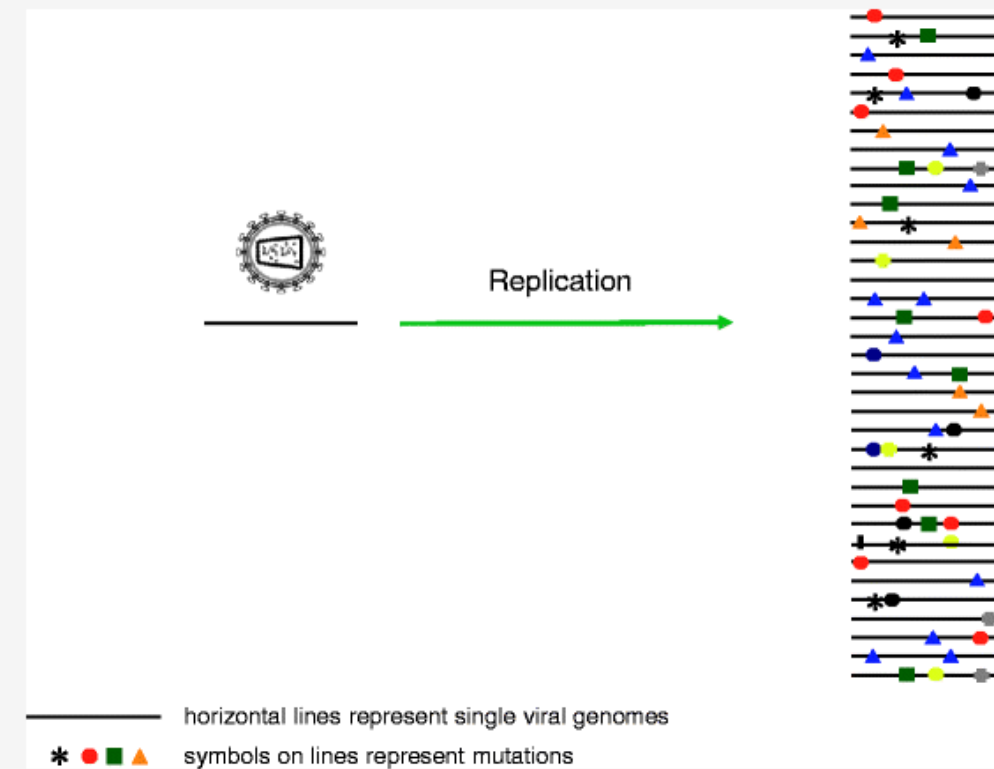 Replication
horizontal lines represent single viral genomes
symbols on lines represent mutations